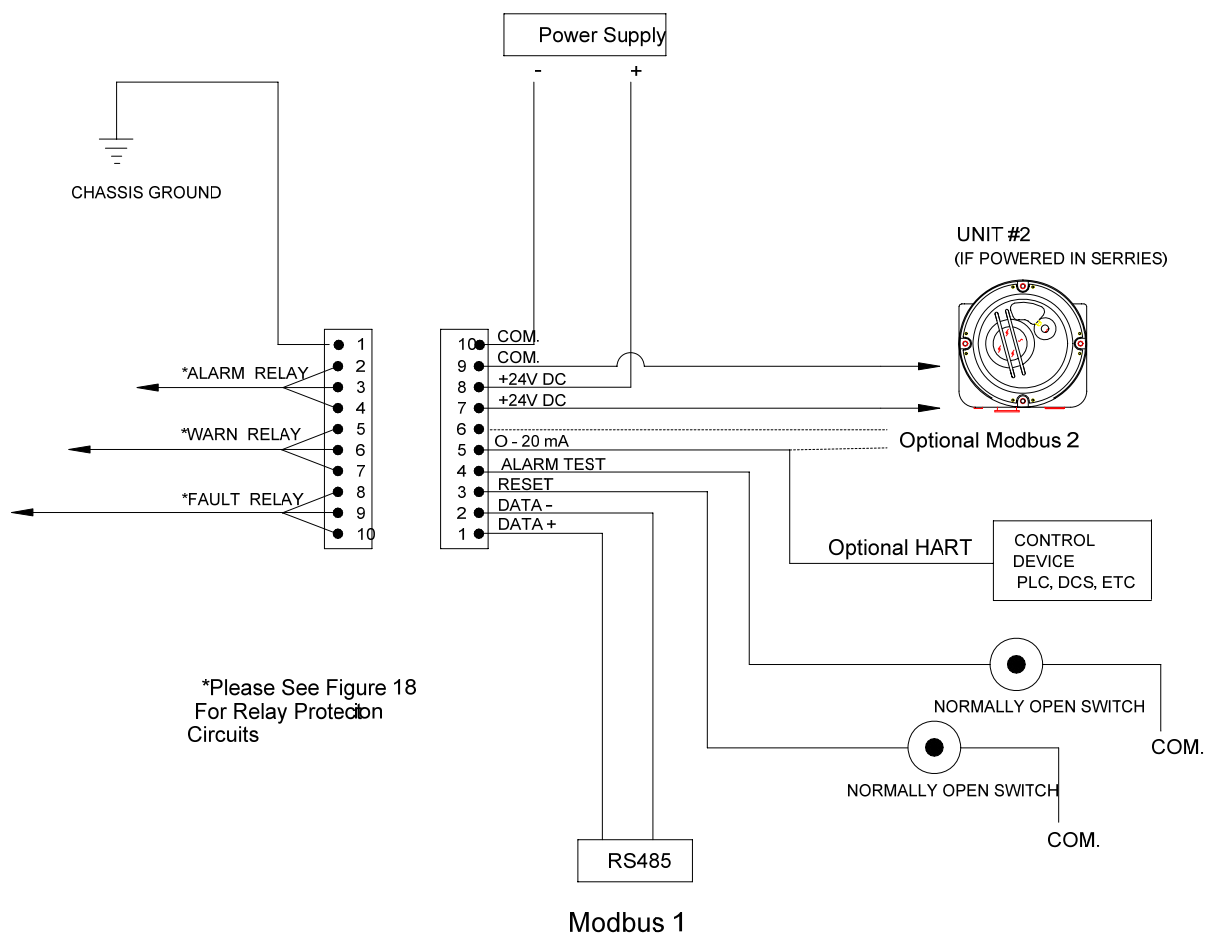 Power Supply
- +
CHASSIS GROUND
UNIT #2
(IF POWERED IN SERRIES)
1
2
3
4
5
6
7
8
9
10
*ALARM RELAY
*WARN RELAY
*FAULT RELAY
10 COM.
9 COM.
8 +24V DC
7 +24V DC
6
5 O - 20 mA
4 ALARM TEST
3 RESET
2 DATA -
1 DATA +
Optional Modbus 2
Optional HART
CONTROL
DEVICE
PLC, DCS, ETC
*Please See Figure 18
For Relay Protection
Circuits
NORMALLY OPEN SWITCH
COM.
NORMALLY OPEN SWITCH
COM.
RS485
Modbus 1